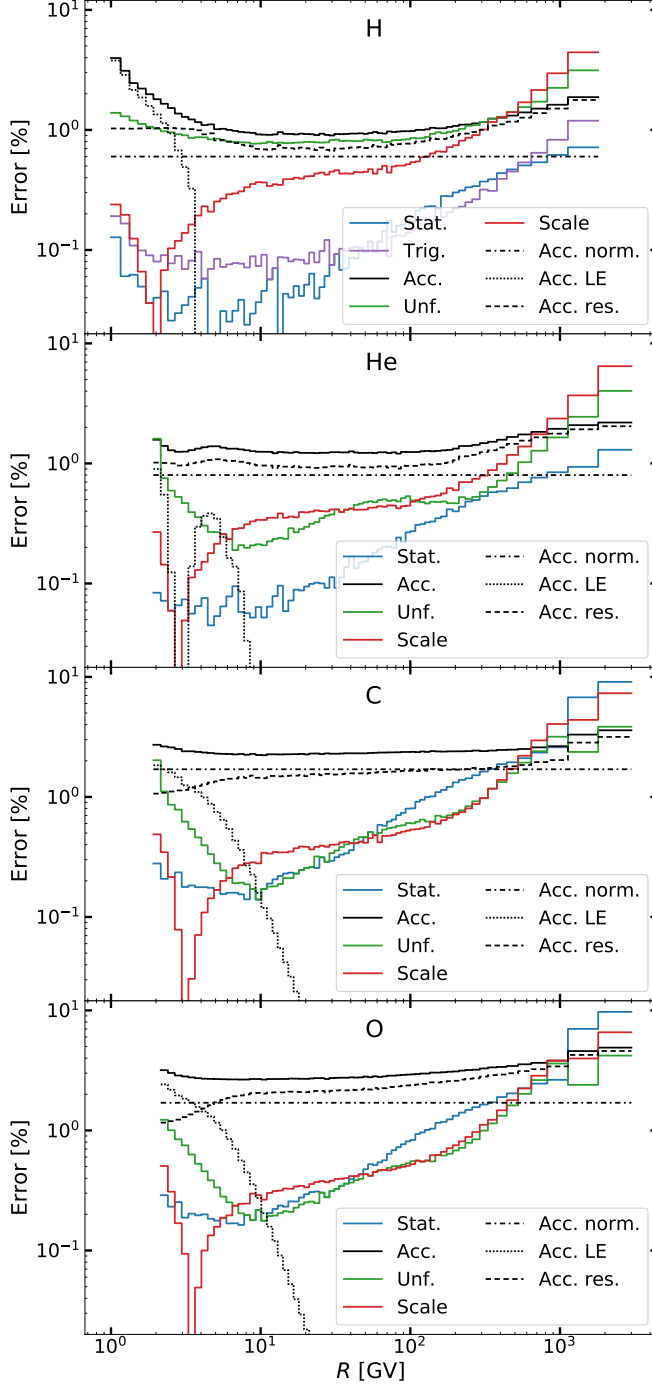 H
10^1
10^0
10^-1
Error [%]
Stat.
Trig.
Acc.
Unf.
Scale
Acc. norm.
Acc. LE
Acc. res.
He
10^1
10^0
10^-1
Error [%]
Stat.
Acc.
Unf.
Scale
Acc. norm.
Acc. LE
Acc. res.
C
10^1
10^0
10^-1
Error [%]
Stat.
Acc.
Unf.
Scale
Acc. norm.
Acc. LE
Acc. res.
O
10^1
10^0
10^-1
Error [%]
Stat.
Acc.
Unf.
Scale
Acc. norm.
Acc. LE
Acc. res.
10^0 10^1 10^2 10^3
R [GV]